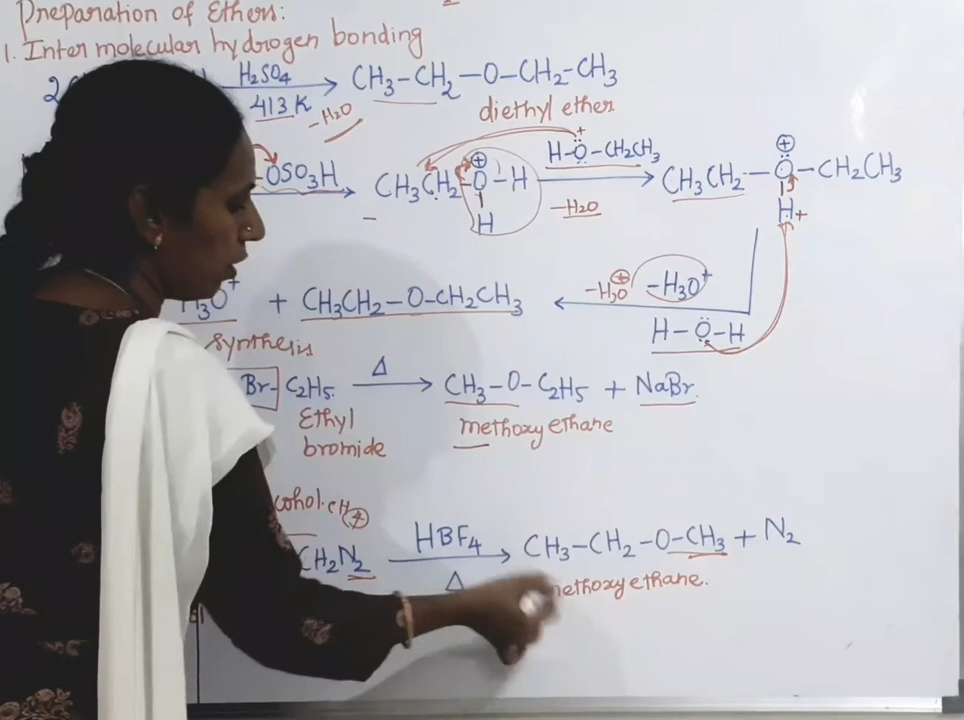 Preparation of Ethers:
1. Inter molecular hydrogen bonding
2 H2SO4 413 K -H2O CH3-CH2-O-CH2-CH3
diethyl ether
-OSO3H CH3CH2-O-H ⊕ H H-O-CH2CH3 + -H2O CH3CH2-O-CH2CH3 ⊕ H+
H3O+ + CH3CH2-O-CH2CH3 -H2O ⊕ -H3O+
H-O-H
synthesis
Br-C2H5 Δ CH3-O-C2H5 + NaBr
Ethyl bromide methoxy ethane
CH2N2 HBF4 Δ CH3-CH2-O-CH3 + N2
methoxy ethane.